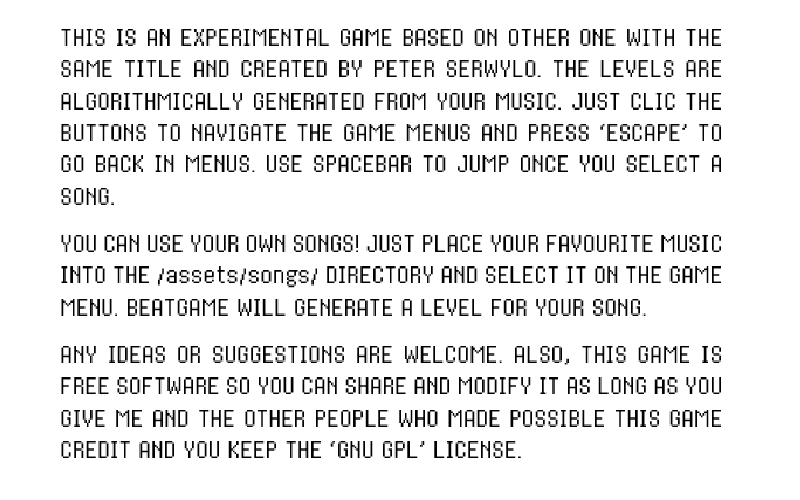 THIS IS AN EXPERIMENTAL GAME BASED ON OTHER ONE WITH THE
SAME TITLE AND CREATED BY PETER SERWYLO. THE LEVELS ARE
ALGORITHMICALLY GENERATED FROM YOUR MUSIC. JUST CLIC THE
BUTTONS TO NAVIGATE THE GAME MENUS AND PRESS ‘ESCAPE’ TO
GO BACK IN MENUS. USE SPACEBAR TO JUMP ONCE YOU SELECT A
SONG.
YOU CAN USE YOUR OWN SONGS! JUST PLACE YOUR FAVOURITE MUSIC
INTO THE /assets/songs/ DIRECTORY AND SELECT IT ON THE GAME
MENU. BEATGAME WILL GENERATE A LEVEL FOR YOUR SONG.
ANY IDEAS OR SUGGESTIONS ARE WELCOME. ALSO, THIS GAME IS
FREE SOFTWARE SO YOU CAN SHARE AND MODIFY IT AS LONG AS YOU
GIVE ME AND THE OTHER PEOPLE WHO MADE POSSIBLE THIS GAME
CREDIT AND YOU KEEP THE ‘GNU GPL’ LICENSE.